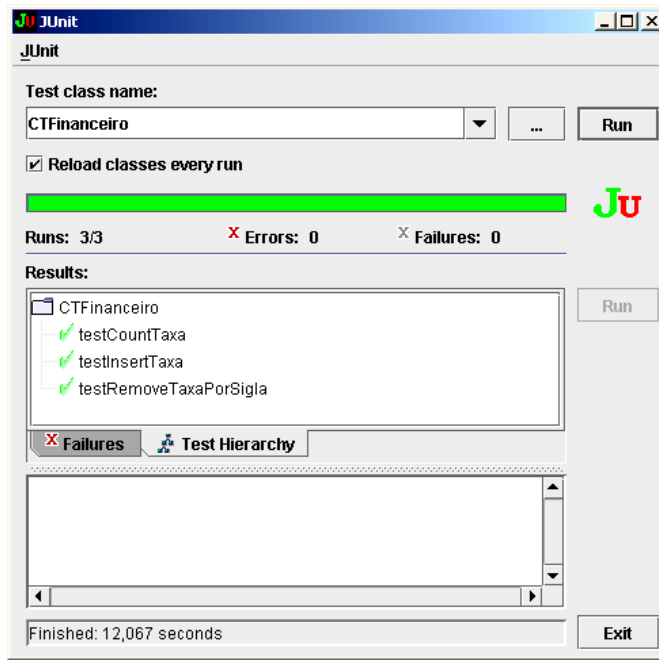 JU JUnit
JUnit
Test class name:
CTFinanceiro ... Run
Reload classes every run
JU
Runs: 3/3 X Errors: 0 X Failures: 0
Results:
CTFinanceiro Run
testCountTaxa
testInsertTaxa
testRemoveTaxaPorSigla
X Failures Test Hierarchy
Finished: 12,067 seconds Exit